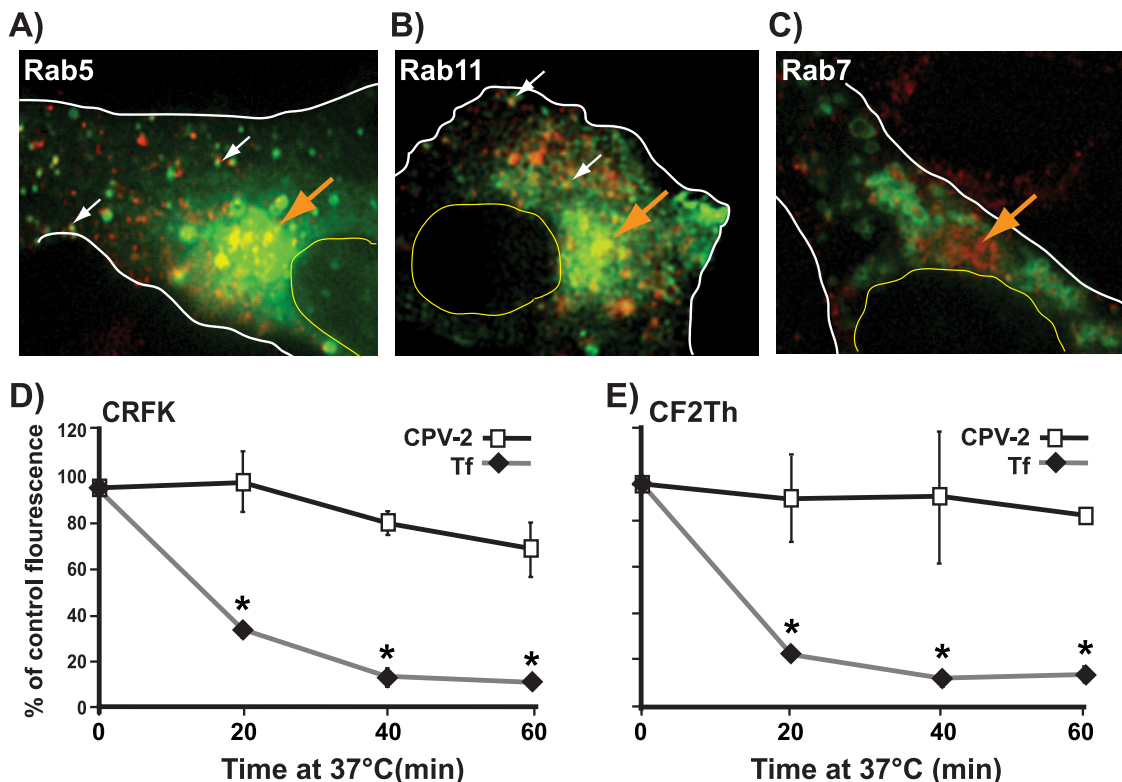 A)
Rab5
B)
Rab11
C)
Rab7
D)
CRFK
% of control flourescence
120
100
80
60
40
20
0
CPV-2
Tf
*
*
*
0
20
40
60
Time at 37°C(min)
E)
CF2Th
CPV-2
Tf
*
*
*
0
20
40
60
Time at 37°C (min)